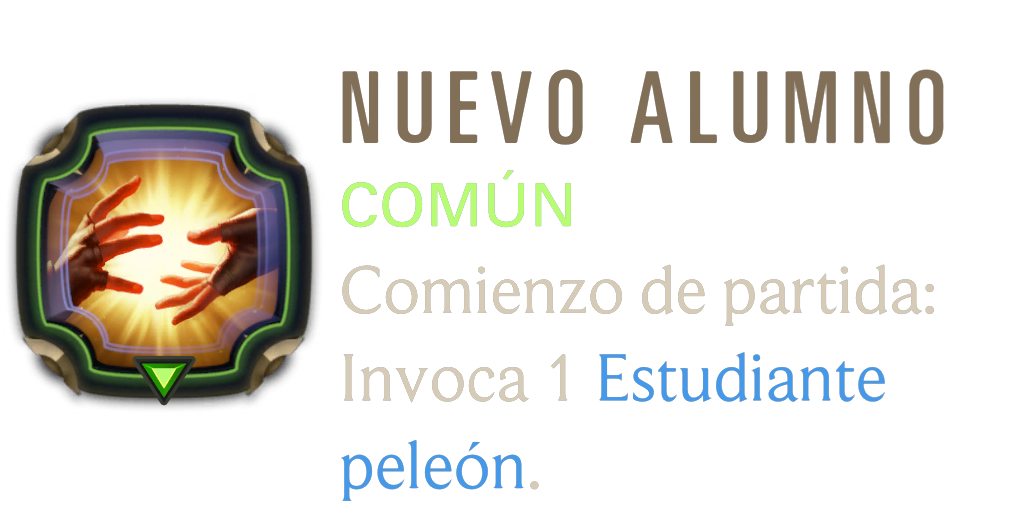 NUEVO ALUMNO
COMÚN
Comienzo de partida:
Invoca 1 Estudiante
peleón.